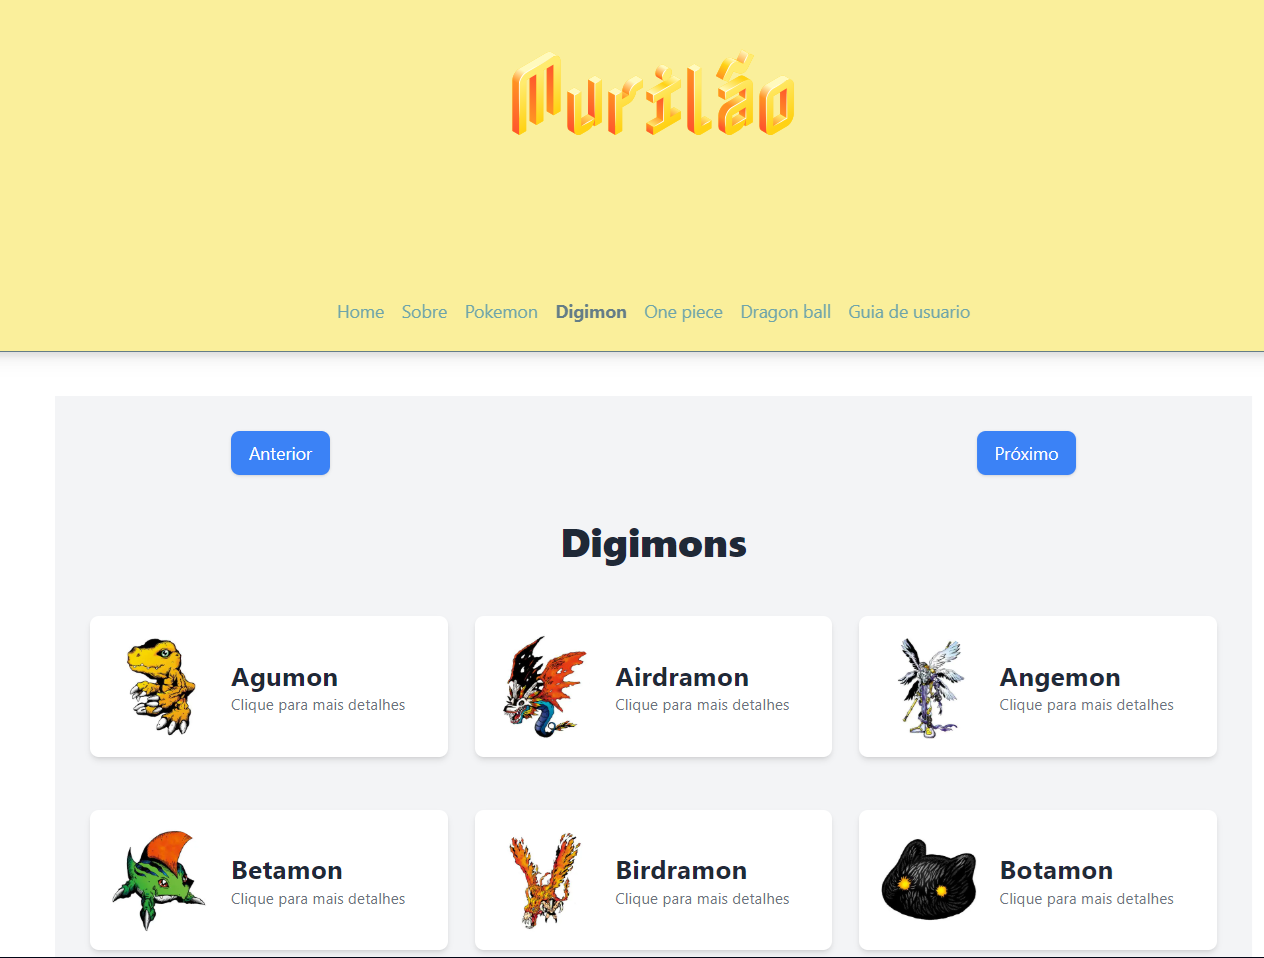 Murilão
Home Sobre Pokemon Digimon One piece Dragon ball Guia de usuario
Anterior Próximo
Digimons
Agumon
Clique para mais detalhes
Airdramon
Clique para mais detalhes
Angemon
Clique para mais detalhes
Betamon
Clique para mais detalhes
Birdramon
Clique para mais detalhes
Botamon
Clique para mais detalhes